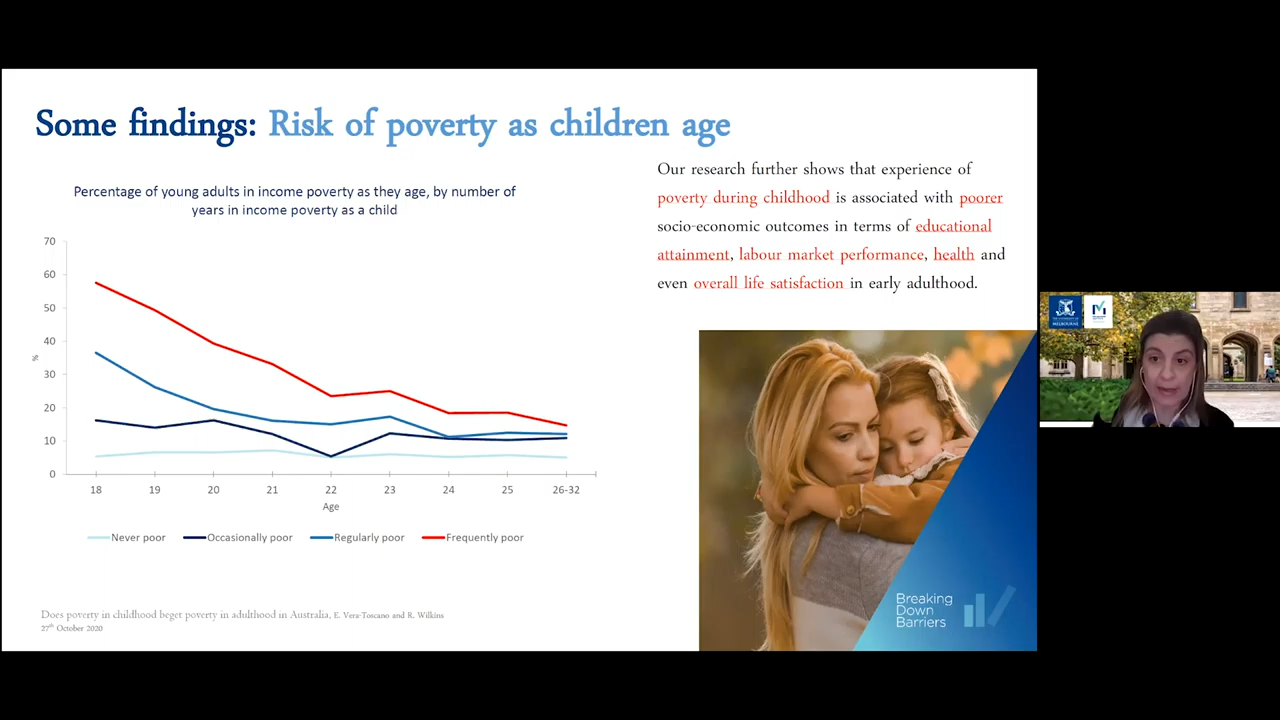 Some findings: Risk of poverty as children age
Percentage of young adults in income poverty as they age, by number of
years in income poverty as a child
70
60
50
40
30
20
10
0
%
18 19 20 21 22 23 24 25 26-32
Age
Never poor Occasionally poor Regularly poor Frequently poor
Does poverty in childhood beget poverty in adulthood in Australia, E. Vera-Toscano and R. Wilkins
27th October 2020
Our research further shows that experience of
poverty during childhood is associated with poorer
socio-economic outcomes in terms of educational
attainment, labour market performance, health and
even overall life satisfaction in early adulthood.
Breaking
Down
Barriers
MELBOURNE